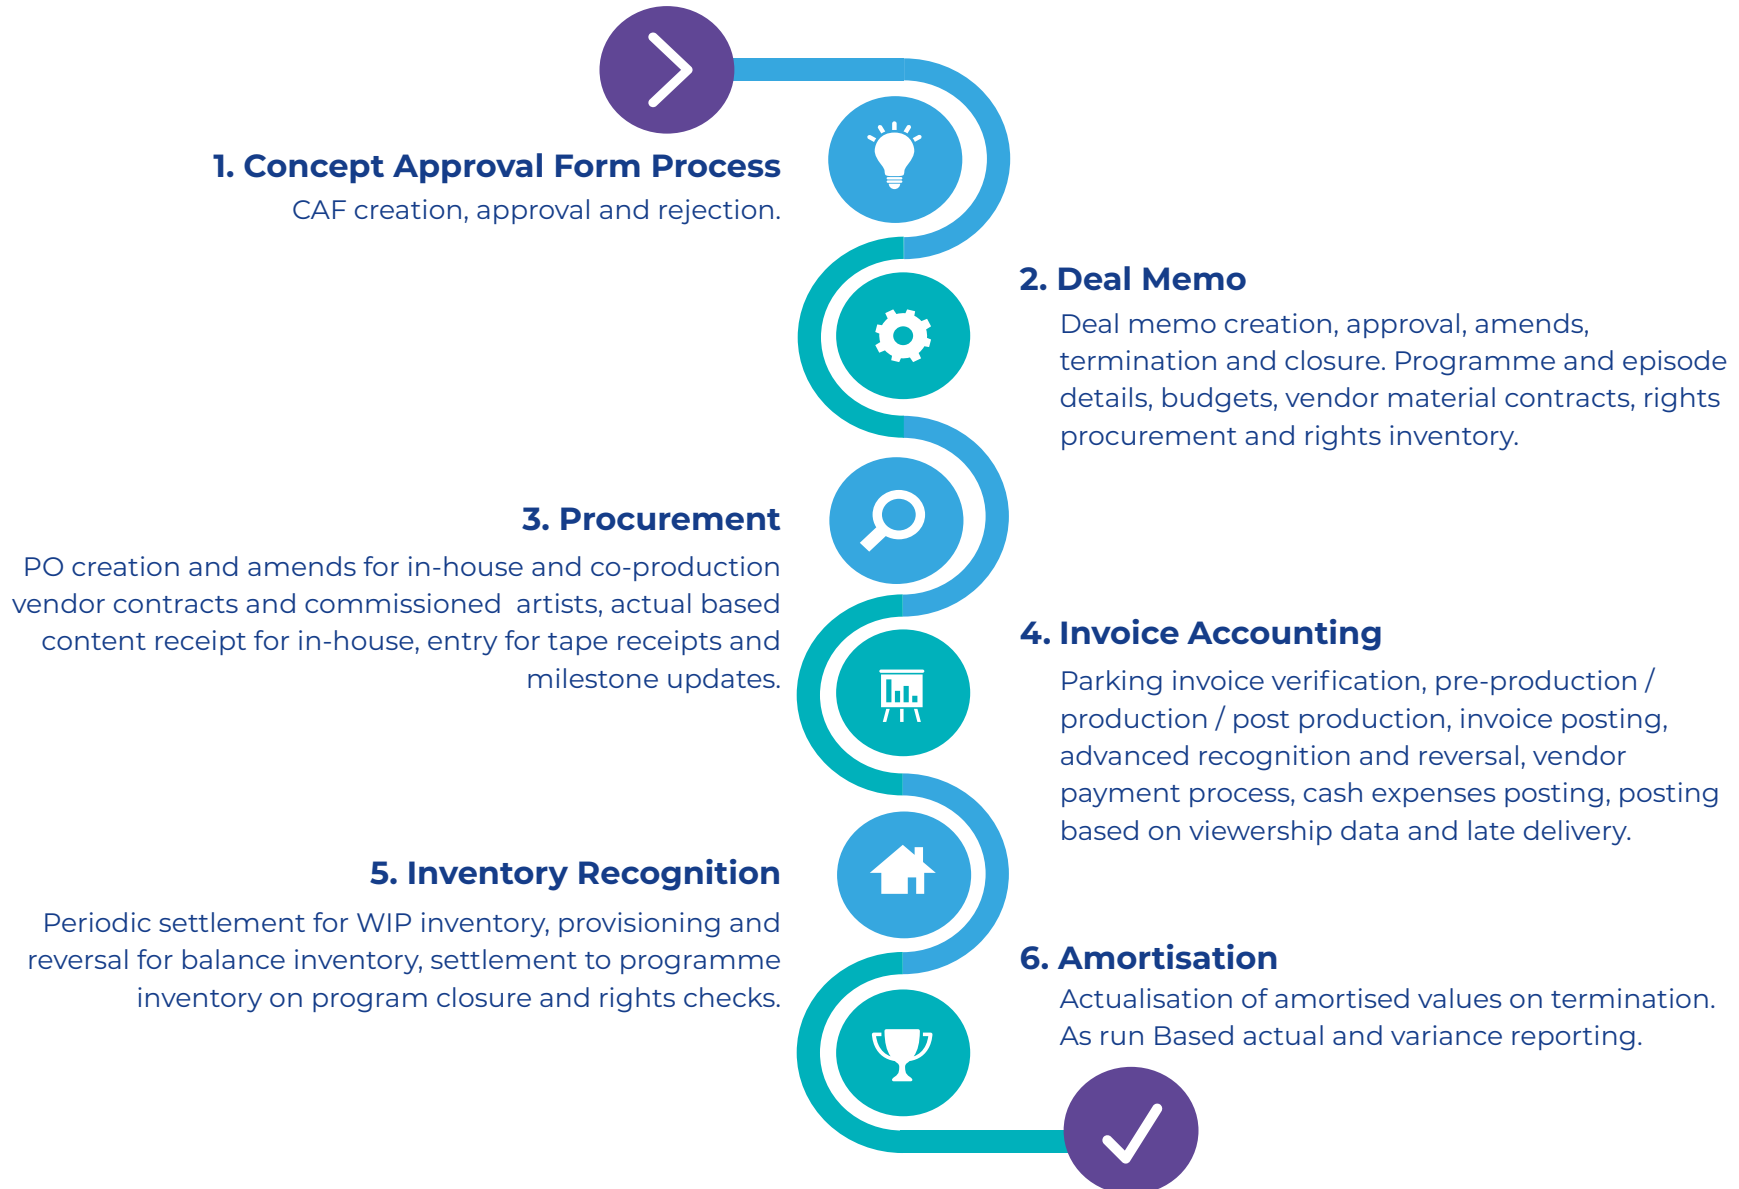 1. Concept Approval Form Process
CAF creation, approval and rejection.
2. Deal Memo
Deal memo creation, approval, amends,
termination and closure. Programme and episode
details, budgets, vendor material contracts, rights
procurement and rights inventory.
3. Procurement
PO creation and amends for in-house and co-production
vendor contracts and commissioned artists, actual based
content receipt for in-house, entry for tape receipts and
milestone updates.
4. Invoice Accounting
Parking invoice verification, pre-production /
production / post production, invoice posting,
advanced recognition and reversal, vendor
payment process, cash expenses posting, posting
based on viewership data and late delivery.
5. Inventory Recognition
Periodic settlement for WIP inventory, provisioning and
reversal for balance inventory, settlement to programme
inventory on program closure and rights checks.
6. Amortisation
Actualisation of amortised values on termination.
As run Based actual and variance reporting.